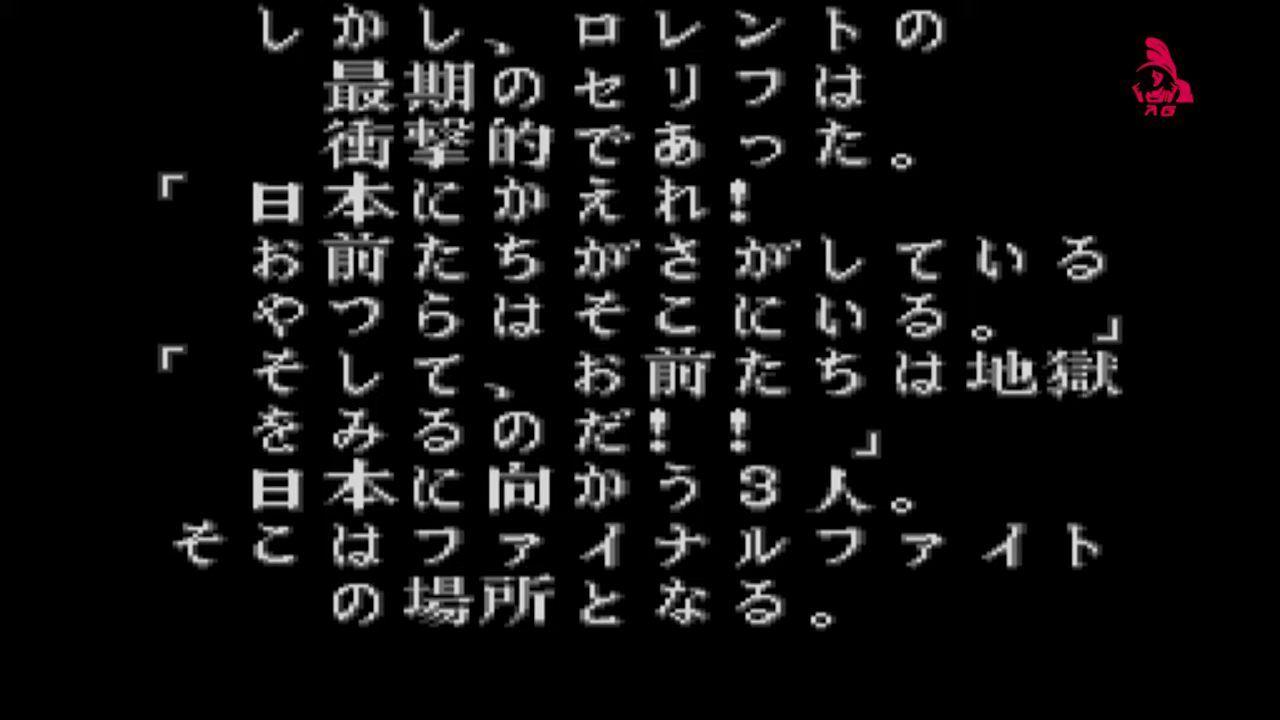 しかし、ロレントの
最期のセリフは
衝撃的であった。
「日本にかえれ!
お前たちがさがしている
やつらはそこにいる。」
「そして、お前たちは地獄
をみるのだ!!」
日本に向かう3人。
そこはファイナルファイト
の場所となる。
AG